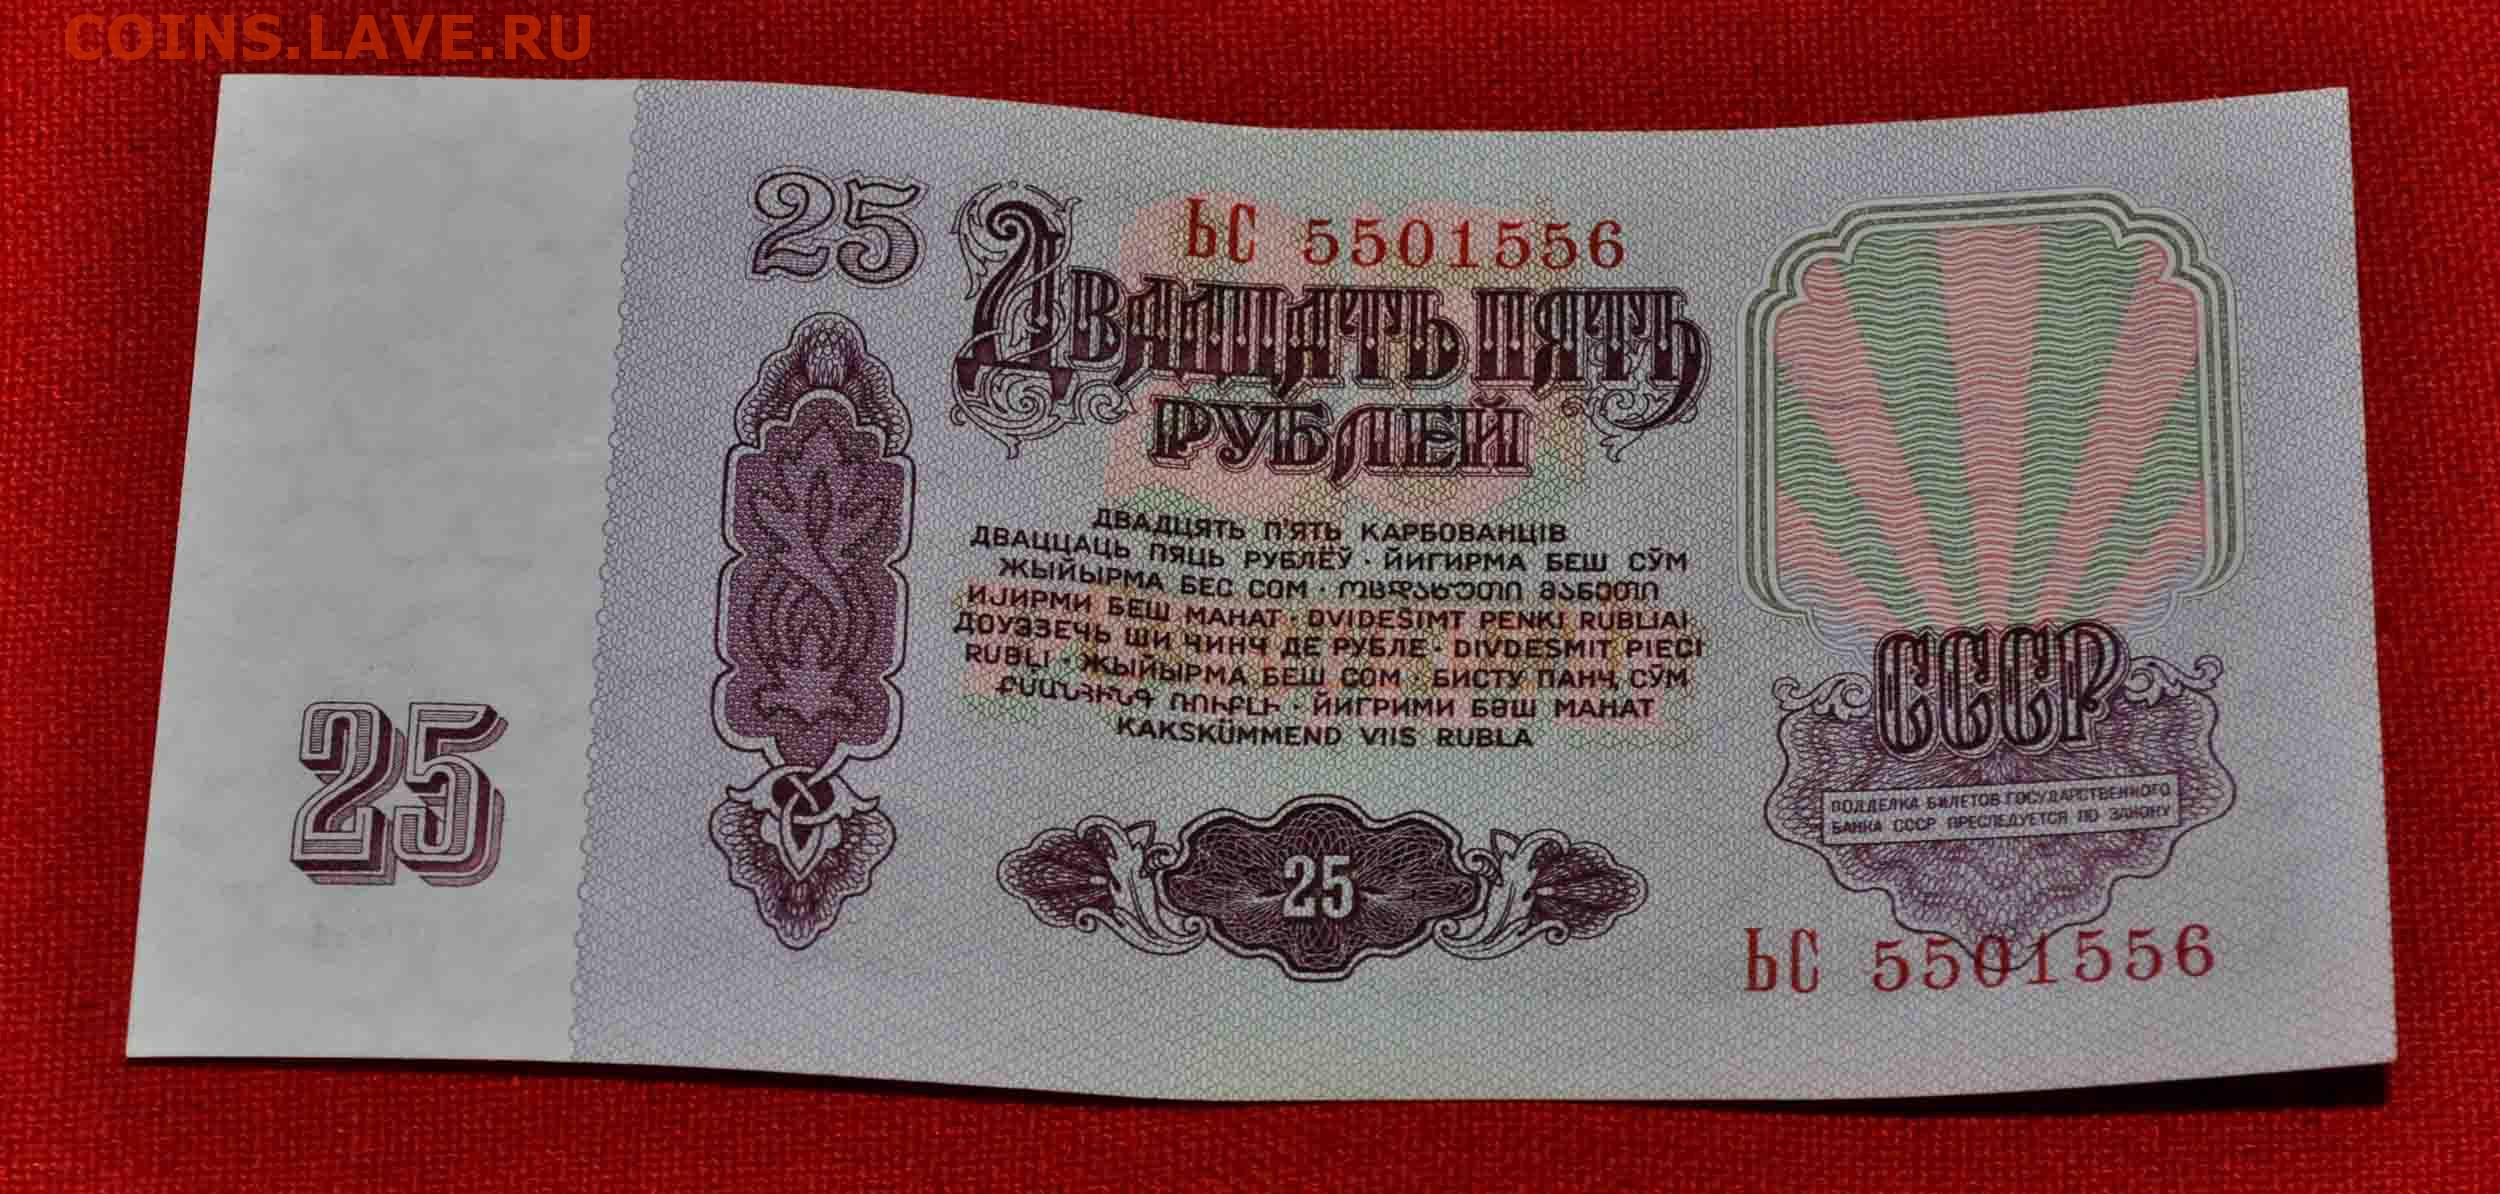 COINS.LAVE.RU
25
ЬС 5501556
ДВАДЦАТЬ ПЯТЬ
РУБЛЕЙ
ДВАДЦЯТЬ П'ЯТЬ КАРБОВАНЦІВ
ДВАЦЦАЦЬ ПЯЦЬ РУБЛЁЎ · ЙИГИРМА БЕШ СЎМ
ЖЫЙЫРМА БЕС СОМ · ოცდახუთი მანეთი
ИЈИРМИ БЕШ МАНАТ · DVIDEŠIMT PENKI RUBLIAI
ДОУЭЗЕЧЬ ШИ ЧИНЧ ДЕ РУБЛЕ · DIVDESMIT PIECI
RUBĻI · ЖЫЙЫРМА БЕШ СОМ · БИСТУ ПАНҶ СӮМ
ՔՍԱՆՀԻՆԳ ՌՈՒԲԼԻ · ЙИГРИМИ БӘШ МАНАТ
KAKSKÜMMEND VIIS RUBLA
25
25
СССР
ПОДДЕЛКА БИЛЕТОВ ГОСУДАРСТВЕННОГО
БАНКА СССР ПРЕСЛЕДУЕТСЯ ПО ЗАКОНУ
ЬС 5501556